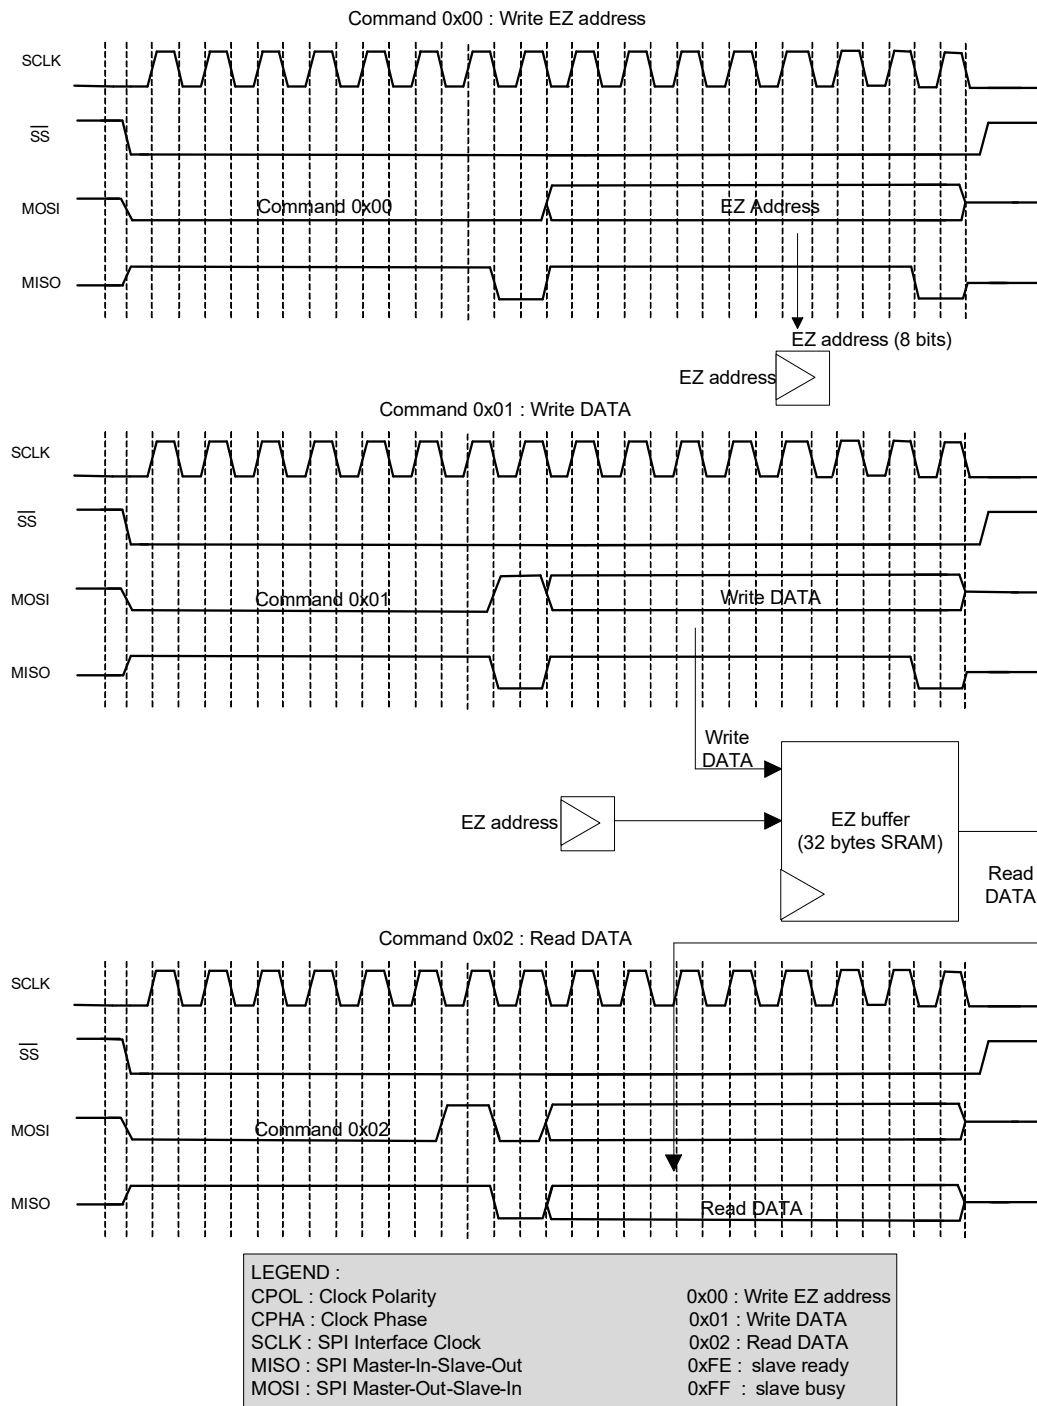 Command 0x00 : Write EZ address
SCLK
SS
MOSI
Command 0x00
EZ Address
MISO
EZ address (8 bits)
EZ address
Command 0x01 : Write DATA
SCLK
SS
MOSI
Command 0x01
Write DATA
MISO
Write
DATA
EZ address
EZ buffer
(32 bytes SRAM)
Read
DATA
Command 0x02 : Read DATA
SCLK
SS
MOSI
Command 0x02
MISO
Read DATA
LEGEND :
CPOL : Clock Polarity
CPHA : Clock Phase
SCLK : SPI Interface Clock
MISO : SPI Master-In-Slave-Out
MOSI : SPI Master-Out-Slave-In
0x00 : Write EZ address
0x01 : Write DATA
0x02 : Read DATA
0xFE : slave ready
0xFF : slave busy